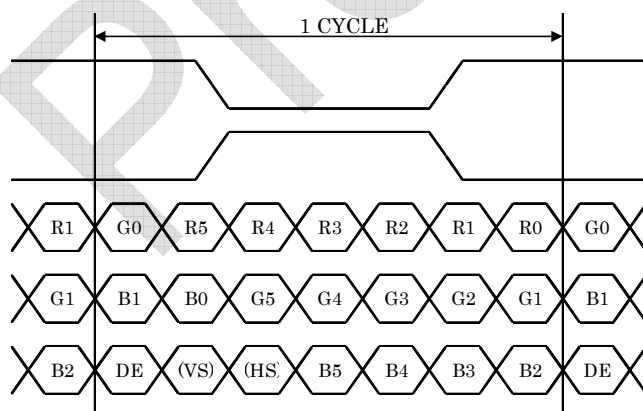 1 CYCLE
R1 G0 R5 R4 R3 R2 R1 R0 G0
G1 B1 B0 G5 G4 G3 G2 G1 B1
B2 DE (VS) (HS) B5 B4 B3 B2 DE